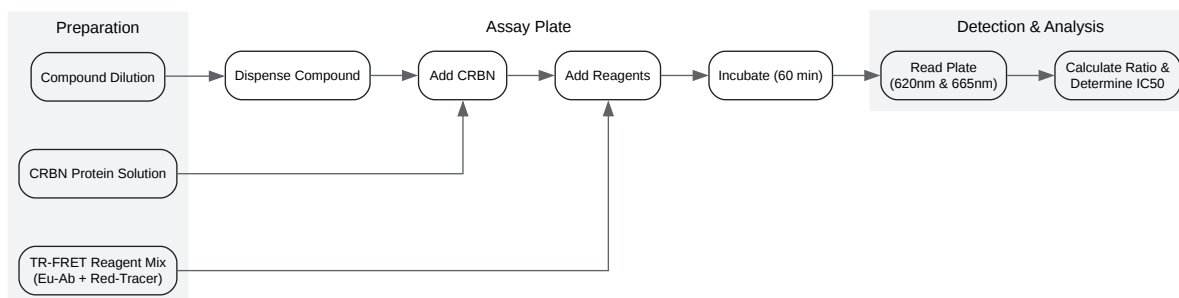 Preparation
Assay Plate
Detection & Analysis
Compound Dilution
Dispense Compound
Add CRBN
Add Reagents
Incubate (60 min)
Read Plate
(620nm & 665nm)
Calculate Ratio &
Determine IC50
CRBN Protein Solution
TR-FRET Reagent Mix
(Eu-Ab + Red-Tracer)